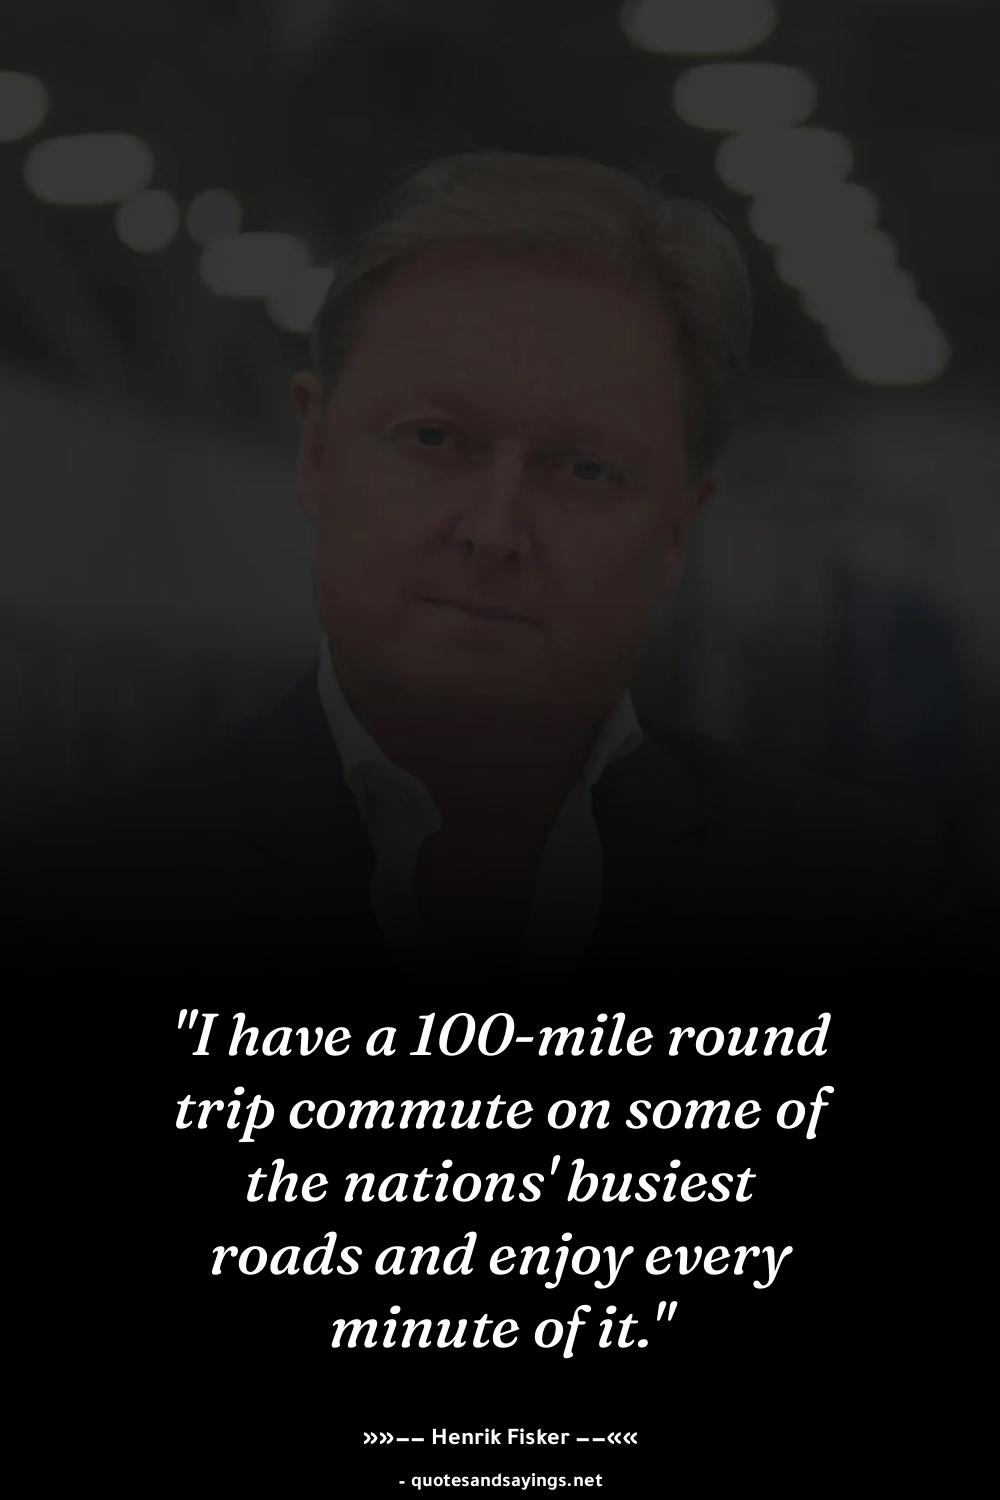 "I have a 100-mile round
trip commute on some of
the nations' busiest
roads and enjoy every
minute of it."
»»–– Henrik Fisker ––««
- quotesandsayings.net